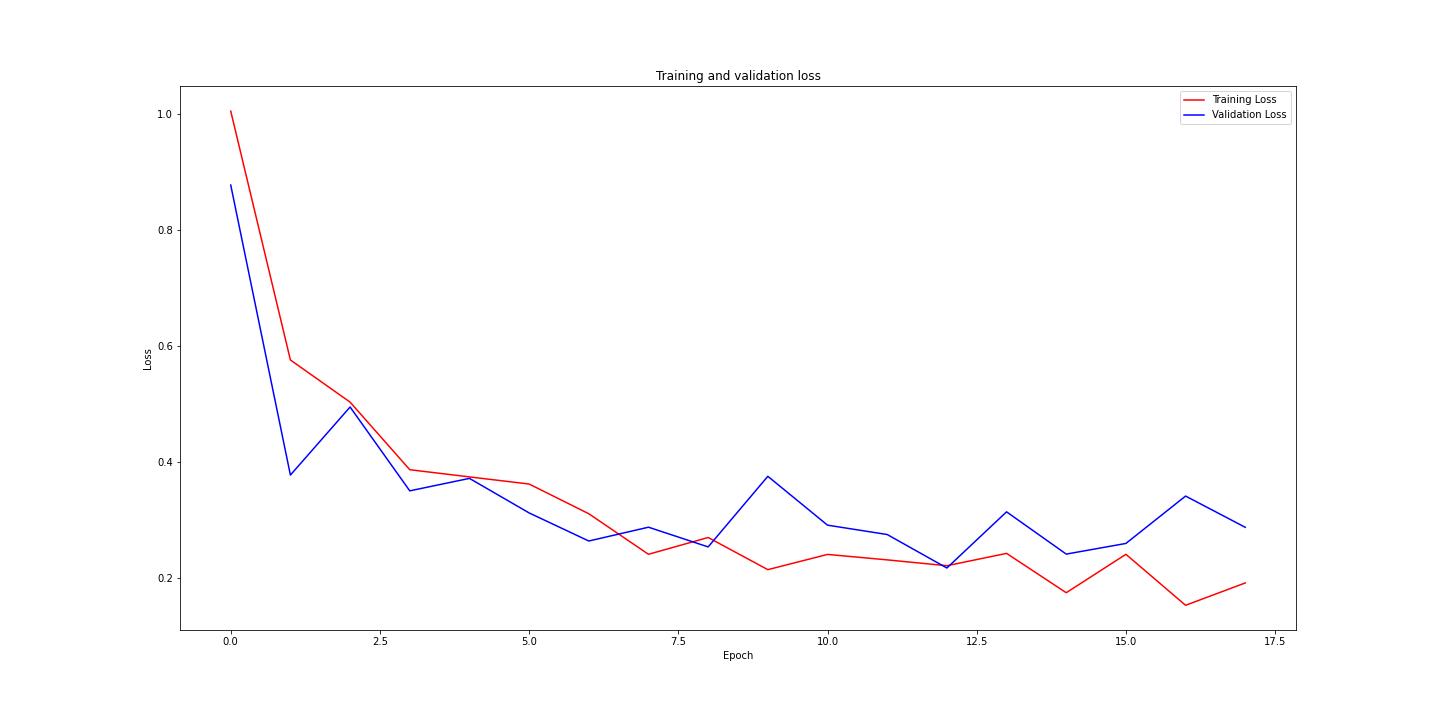 Training and validation loss
Training Loss
Validation Loss
1.0
0.8
0.6
0.4
0.2
Loss
0.0 2.5 5.0 7.5 10.0 12.5 15.0 17.5
Epoch